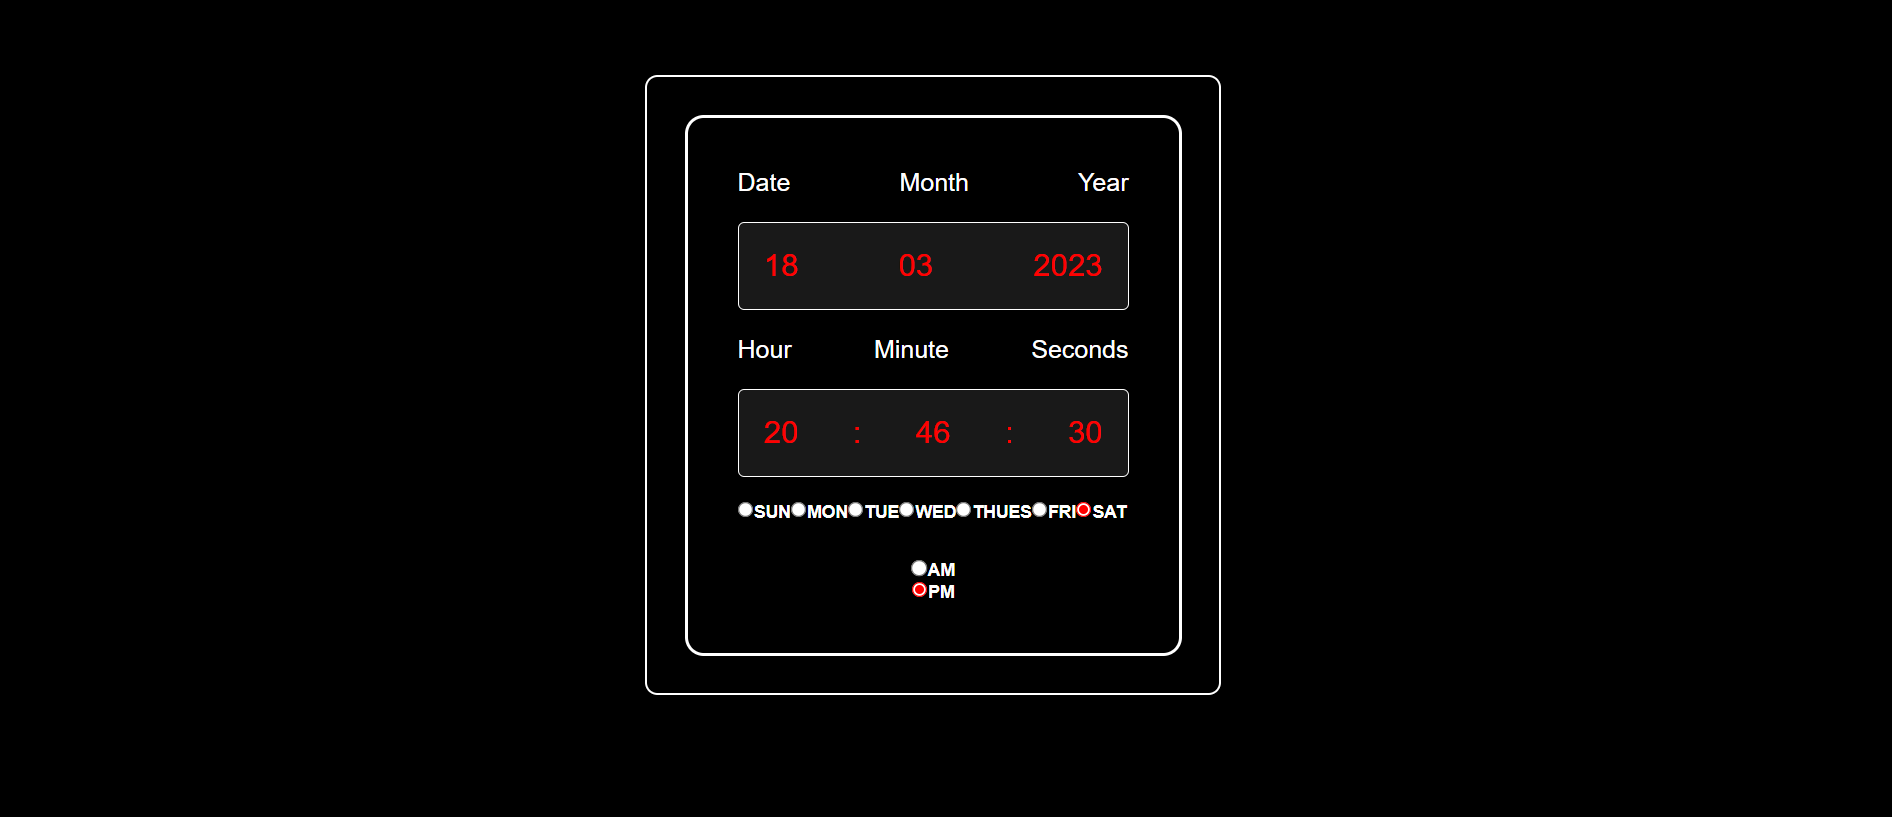 Date Month Year
18 03 2023
Hour Minute Seconds
20 : 46 : 30
SUN MON TUE WED THUES FRI SAT
AM
PM